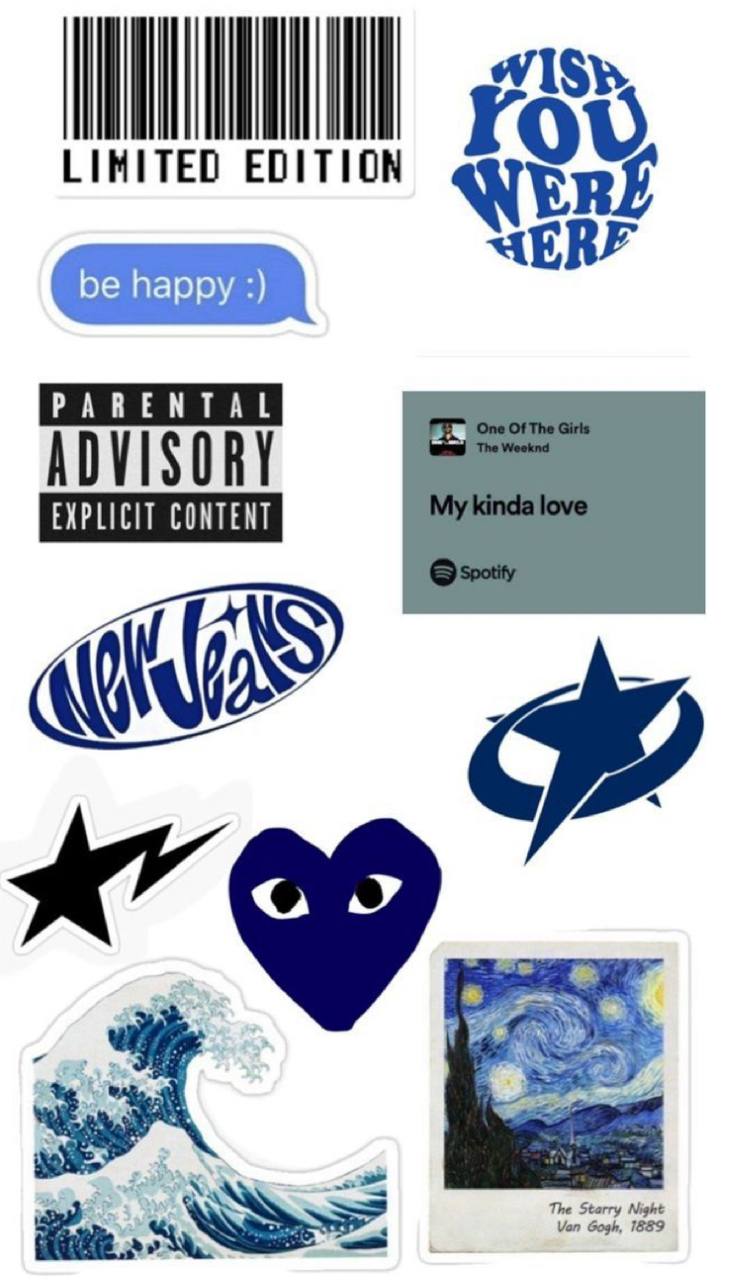 LIMITED EDITION
WISH
YOU
WERE
HERE
be happy :)
PARENTAL
ADVISORY
EXPLICIT CONTENT
One Of The Girls
The Weeknd
My kinda love
Spotify
NewJeans
The Starry Night
Van Gogh, 1889